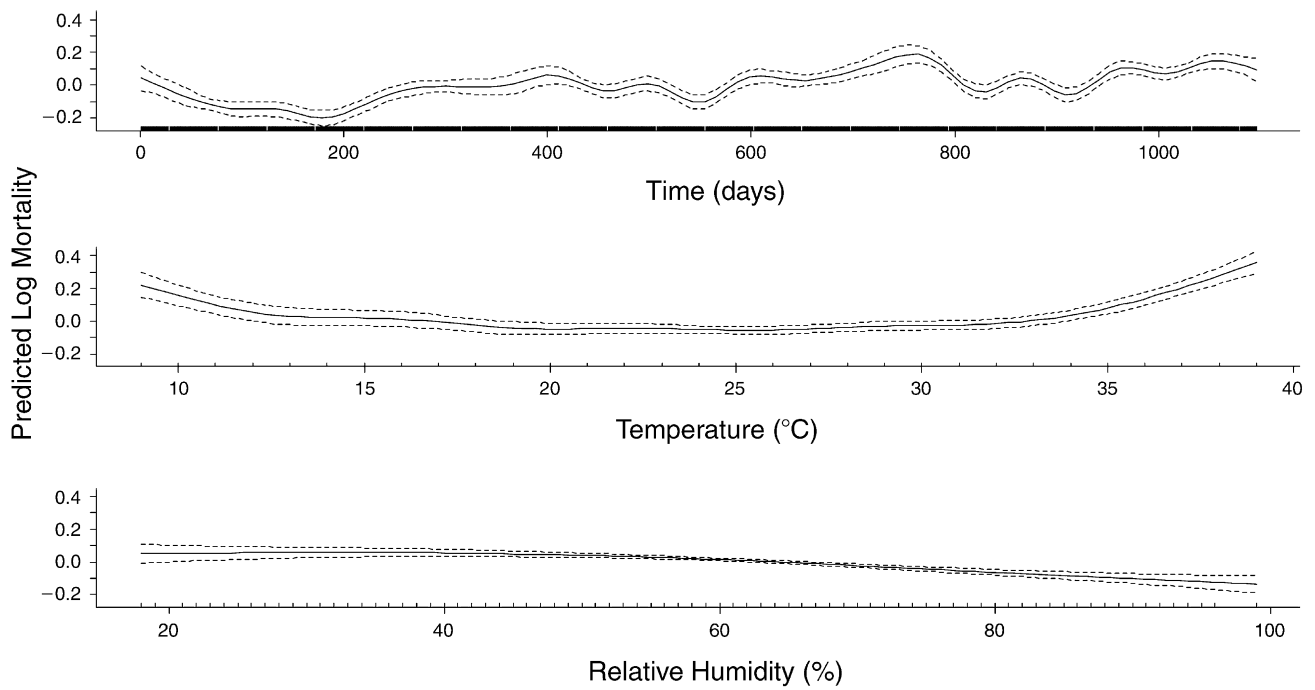 Predicted Log Mortality
0.4
0.2
0.0
−0.2
0 200 400 600 800 1000
Time (days)
0.4
0.2
0.0
−0.2
10 15 20 25 30 35 40
Temperature (°C)
0.4
0.2
0.0
−0.2
20 40 60 80 100
Relative Humidity (%)